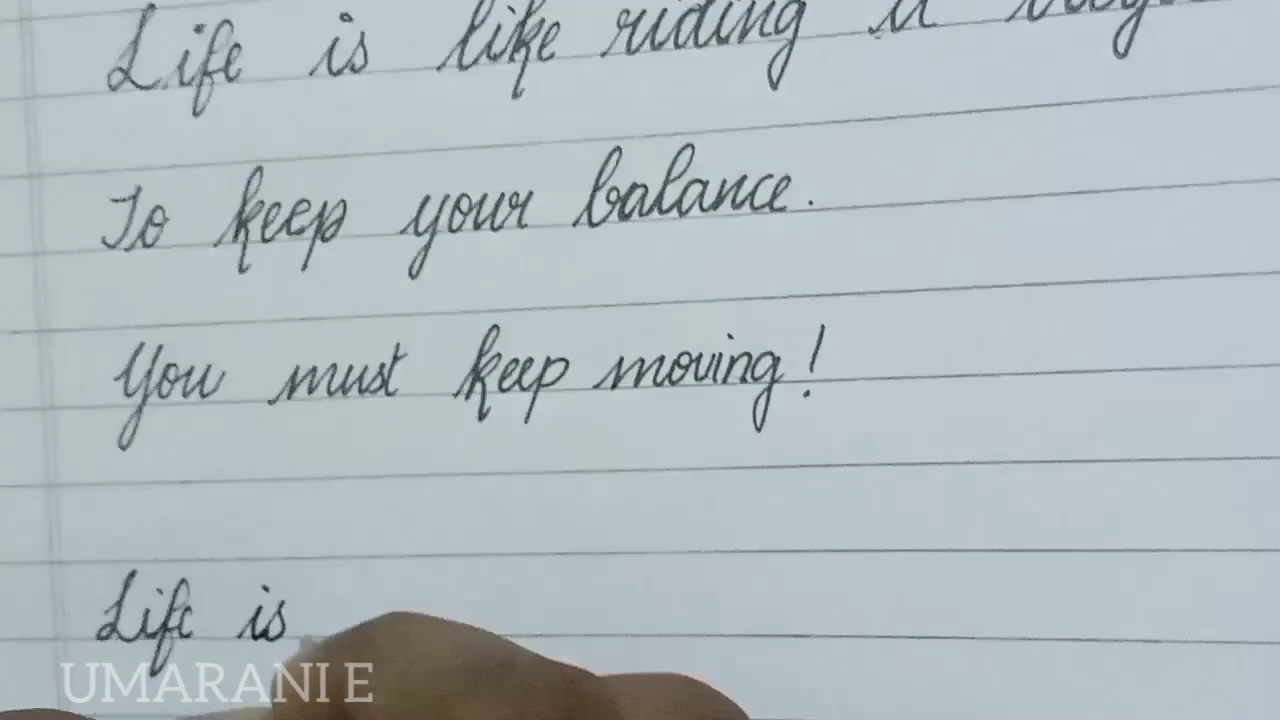 Life is like riding a
To keep your balance.
You must keep moving!
Life is
UMARANI E